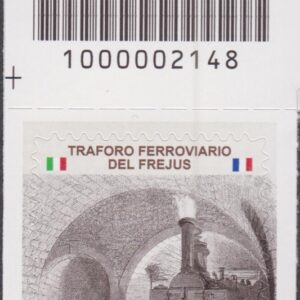 1000002148
TRAFORO FERROVIARIO
DEL FREJUS